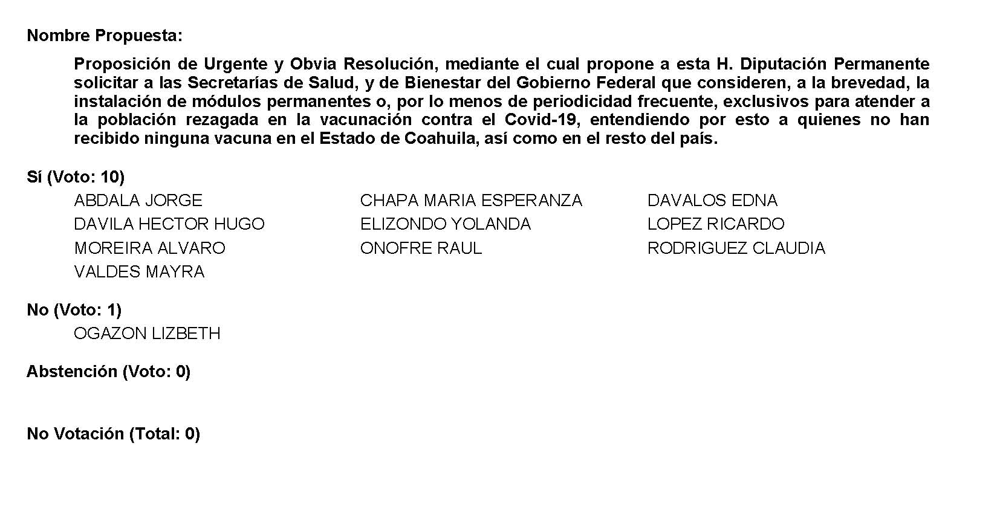 Nombre Propuesta:
Proposición de Urgente y Obvia Resolución, mediante el cual propone a esta H. Diputación Permanente
solicitar a las Secretarías de Salud, y de Bienestar del Gobierno Federal que consideren, a la brevedad, la
instalación de módulos permanentes o, por lo menos de periodicidad frecuente, exclusivos para atender a
la población rezagada en la vacunación contra el Covid-19, entendiendo por esto a quienes no han
recibido ninguna vacuna en el Estado de Coahuila, así como en el resto del país.
Sí (Voto: 10)
ABDALA JORGE CHAPA MARIA ESPERANZA DAVALOS EDNA
DAVILA HECTOR HUGO ELIZONDO YOLANDA LOPEZ RICARDO
MOREIRA ALVARO ONOFRE RAUL RODRIGUEZ CLAUDIA
VALDES MAYRA
No (Voto: 1)
OGAZON LIZBETH
Abstención (Voto: 0)
No Votación (Total: 0)